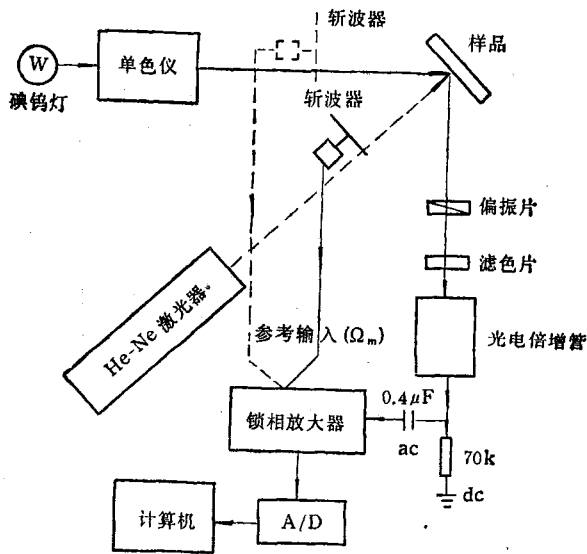 斩波器
样品
W
单色仪
碘钨灯
斩波器
偏振片
滤色片
He-Ne 激光器。
参考输入(Ωm)
光电倍增管
0.4μF
锁相放大器
ac
70k
dc
计算机
A/D